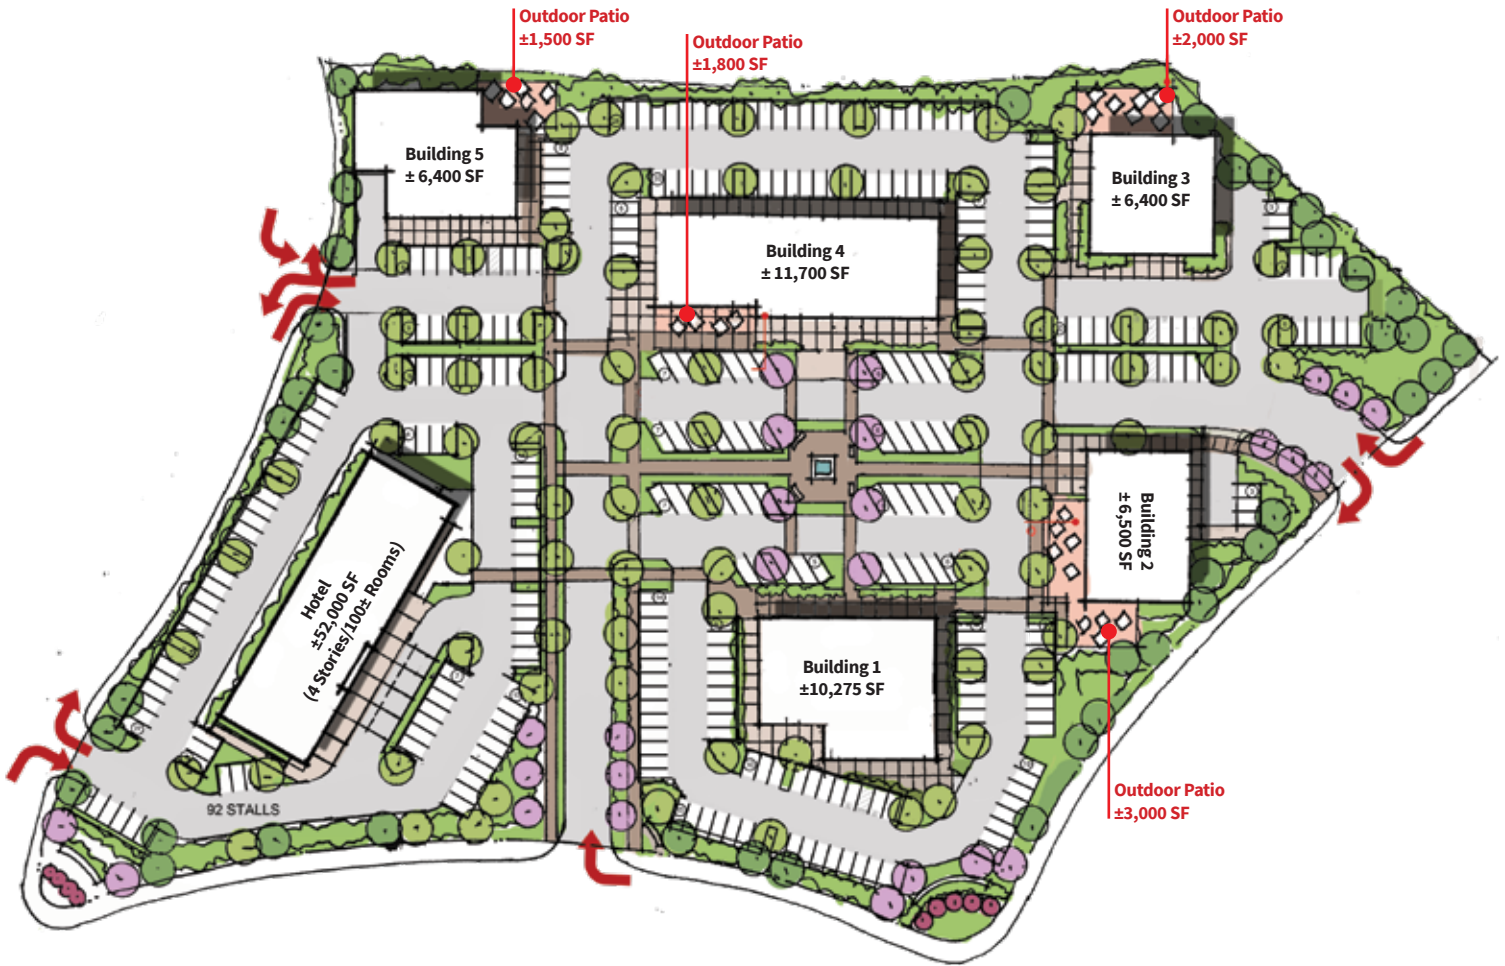 Outdoor Patio
±1,500 SF
Outdoor Patio
±1,800 SF
Outdoor Patio
±2,000 SF
Building 5
± 6,400 SF
Building 3
± 6,400 SF
Building 4
± 11,700 SF
Building 2
± 6,500 SF
Hotel
±52,000 SF
(4 Stories/100± Rooms)
Building 1
±10,275 SF
Outdoor Patio
±3,000 SF
92 STALLS